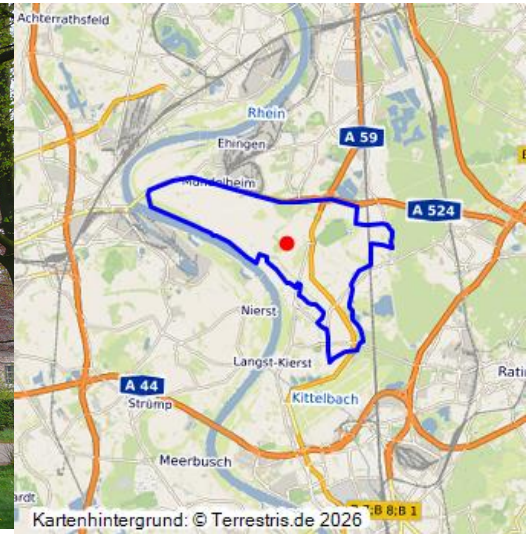 Achterrathsfeld
Rhein
Ehingen
A 59
Mündelheim
A 524
Nierst
Langst-Kierst
A 44
Strümp
Kittelbach
Meerbusch
Kartenhintergrund: © Terrestris.de 2026